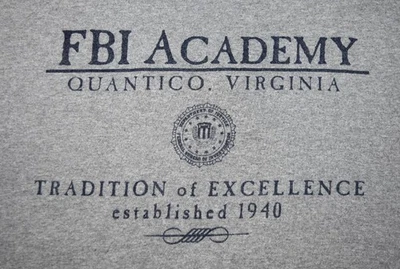 FBI ACADEMY
QUANTICO, VIRGINIA
TRADITION of EXCELLENCE
established 1940